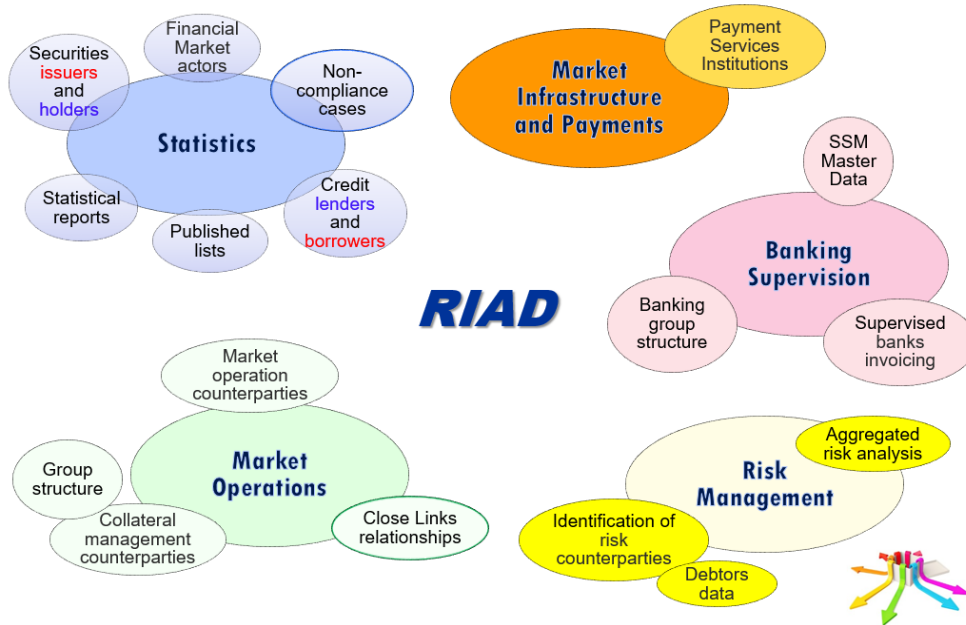 Financial
Market
actors
Securities
issuers
and
holders
Non-
compliance
cases
Statistics
Statistical
reports
Published
lists
Credit
lenders
and
borrowers
Payment
Services
Institutions
Market
Infrastructure
and Payments
SSM
Master
Data
Banking
Supervision
Banking
group
structure
Supervised
banks
invoicing
RIAD
Market
operation
counterparties
Market
Operations
Group
structure
Collateral
management
counterparties
Close Links
relationships
Aggregated
risk analysis
Risk
Management
Identification of
risk
counterparties
Debtors
data